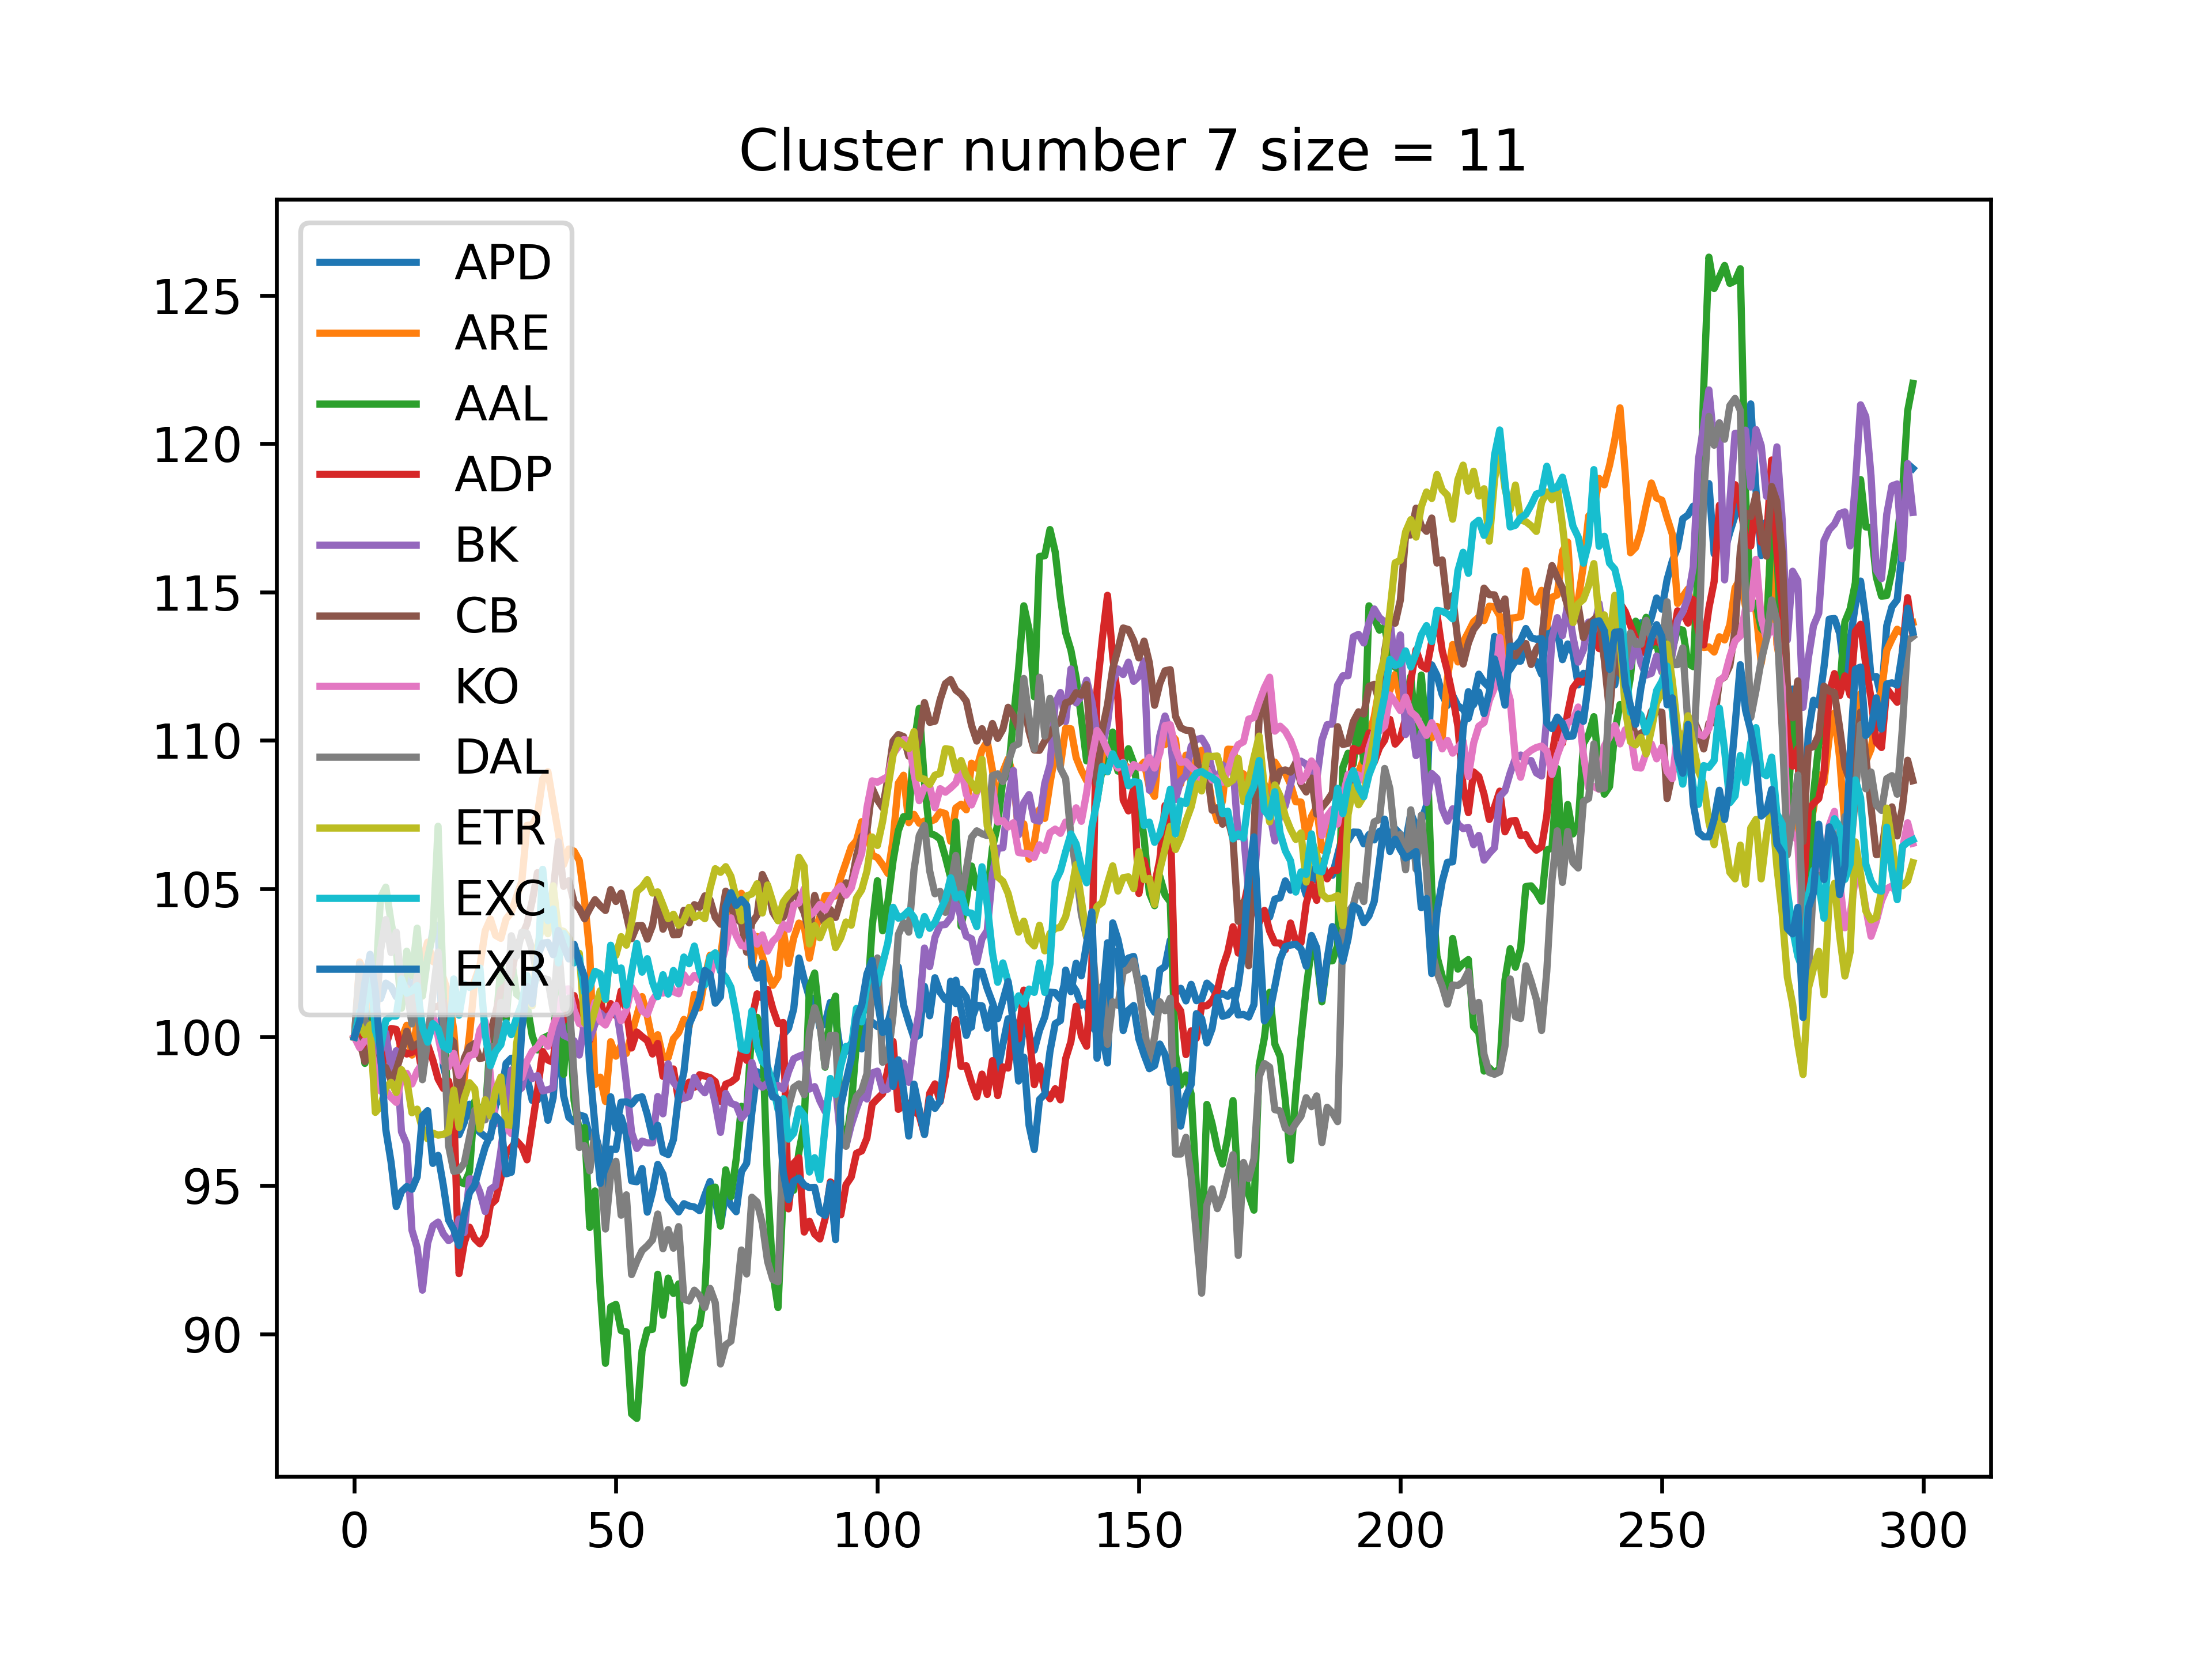 Cluster number 7 size = 11
APD
ARE
AAL
ADP
BK
CB
KO
DAL
ETR
EXC
EXR
125
120
115
110
105
100
95
90
0 50 100 150 200 250 300